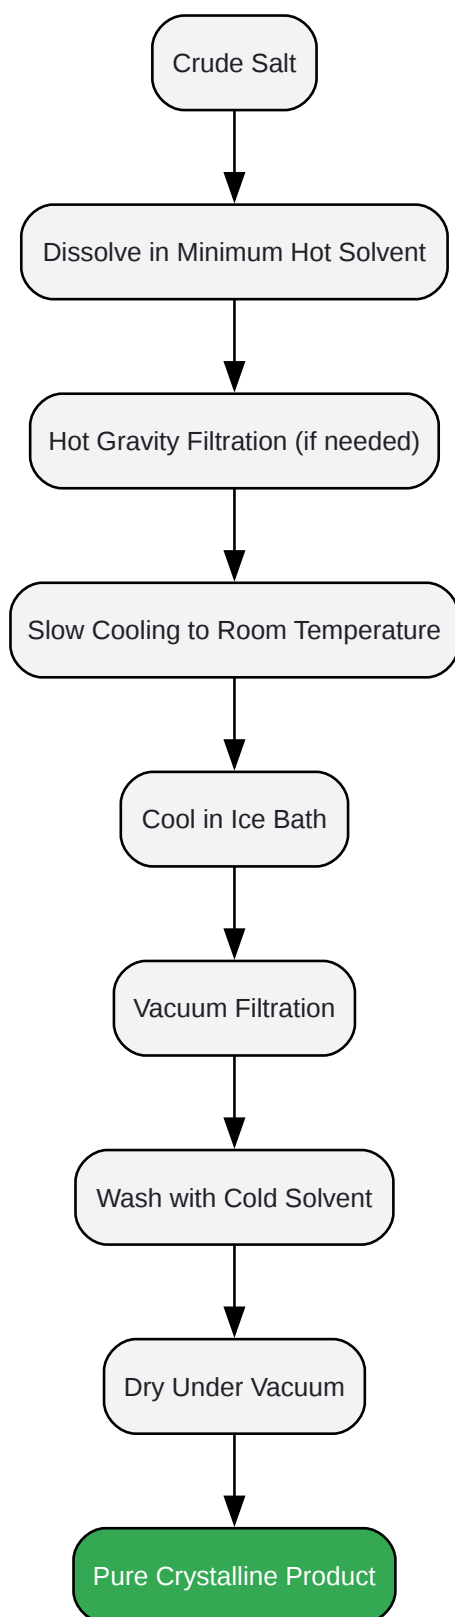 Crude Salt
Dissolve in Minimum Hot Solvent
Hot Gravity Filtration (if needed)
Slow Cooling to Room Temperature
Cool in Ice Bath
Vacuum Filtration
Wash with Cold Solvent
Dry Under Vacuum
Pure Crystalline Product